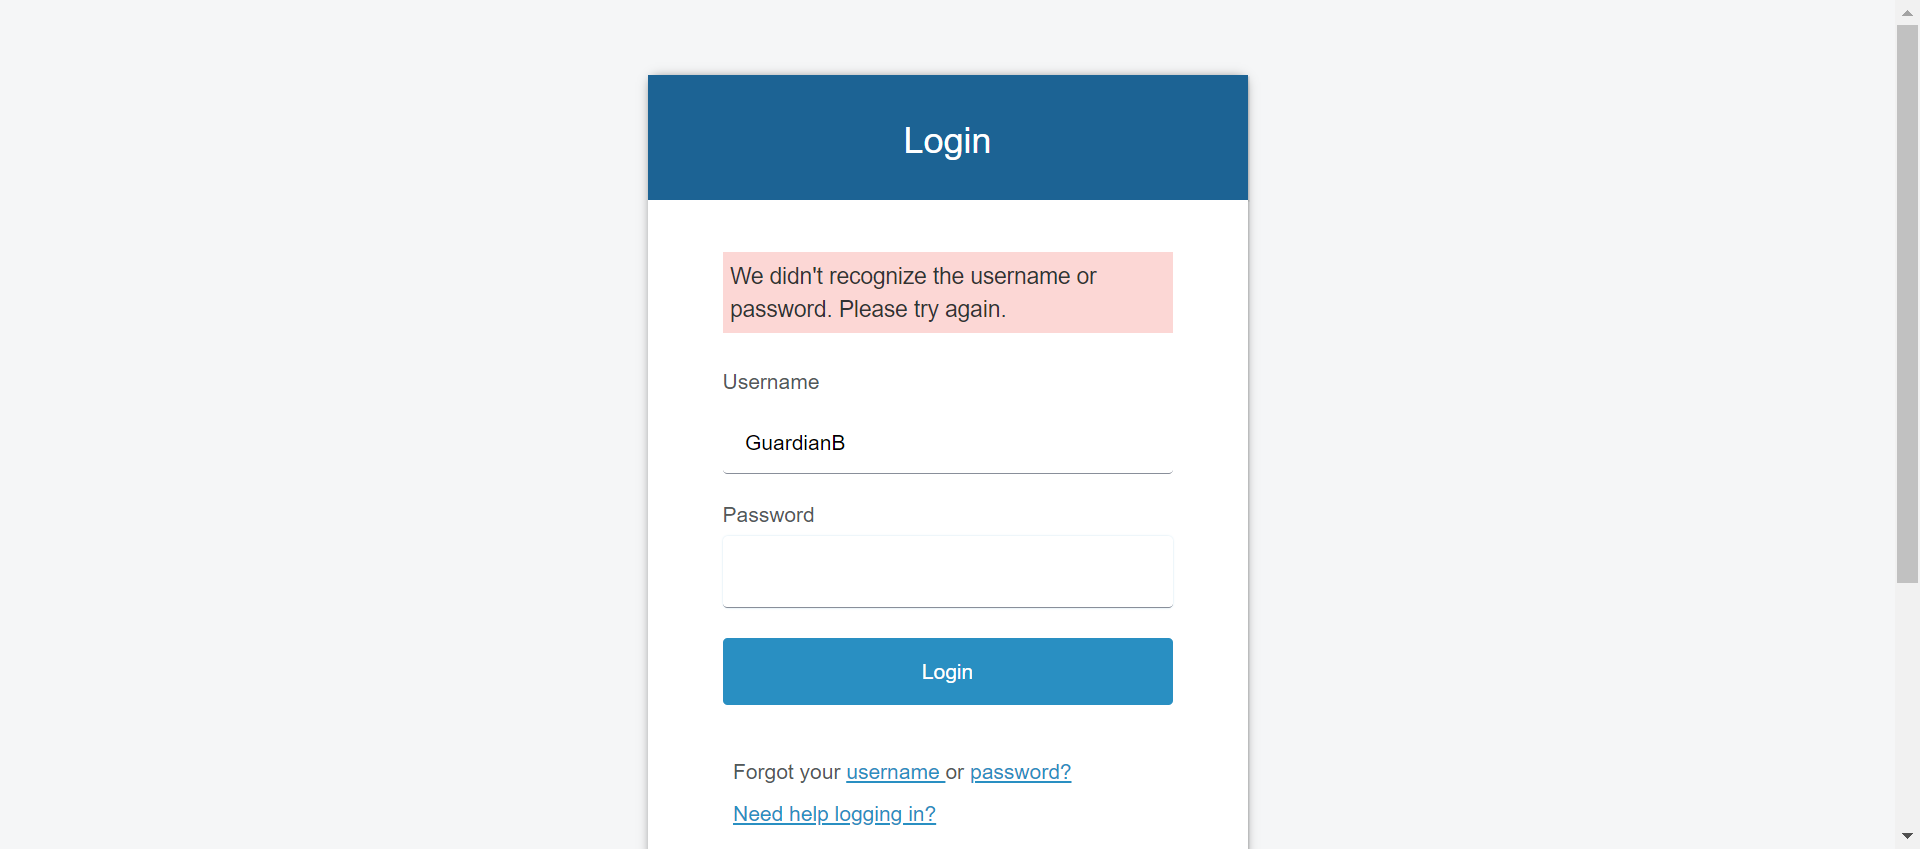 Login
We didn't recognize the username or
password. Please try again.
Username
GuardianB
Password
Login
Forgot your username or password?
Need help logging in?